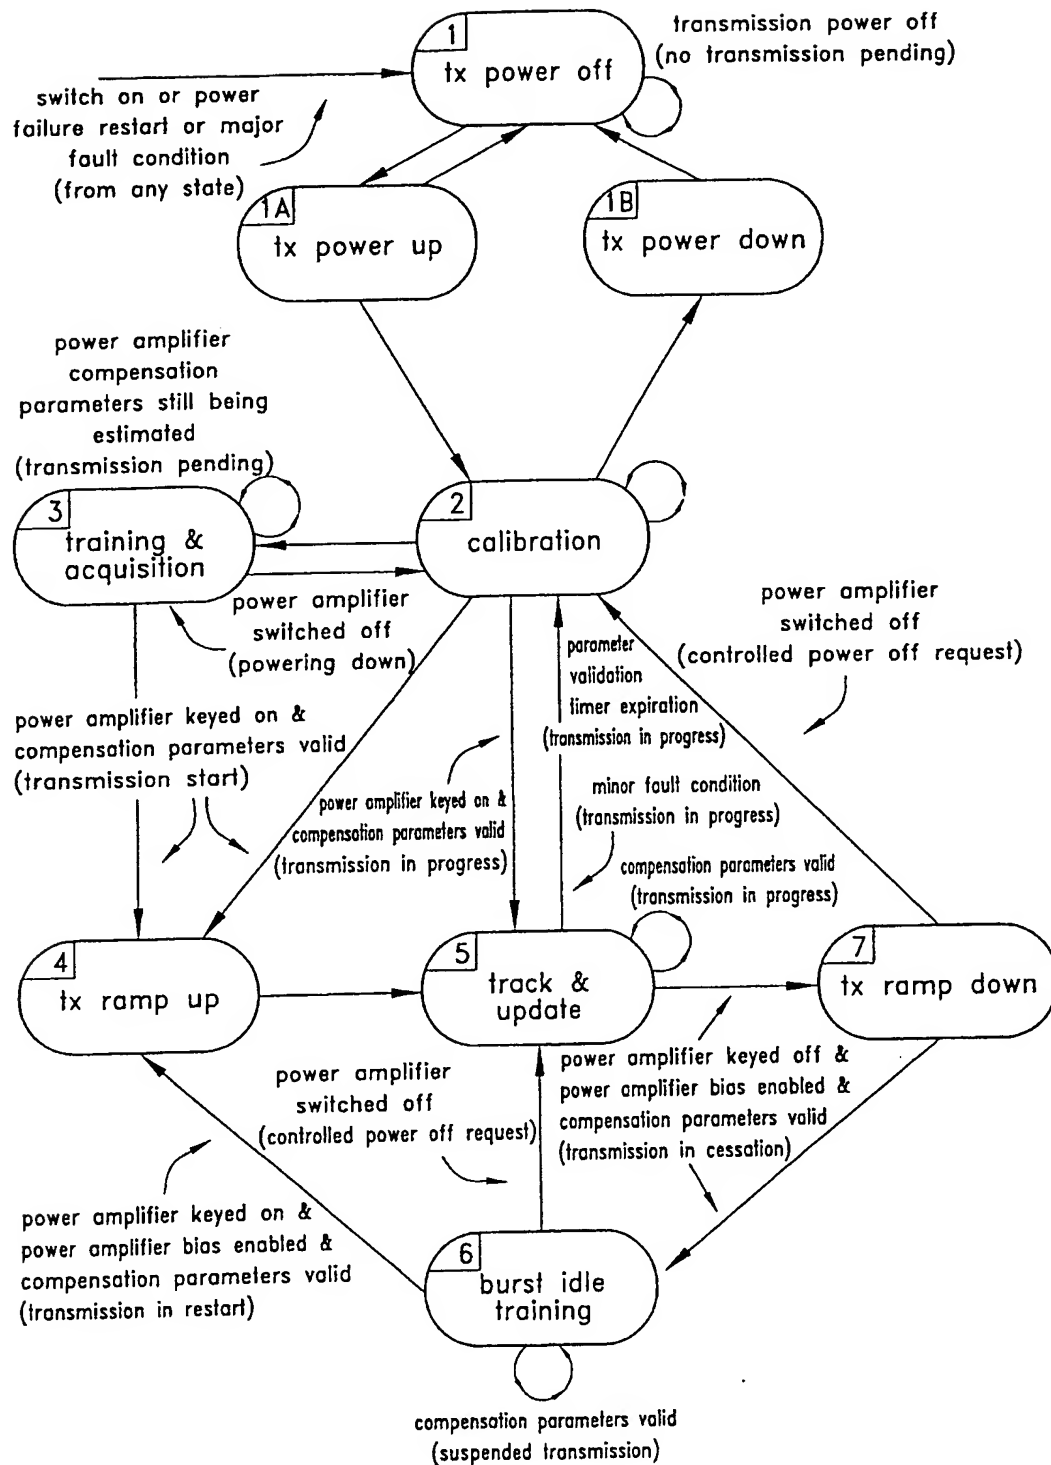 1
tx power off
transmission power off
(no transmission pending)
switch on or power
failure restart or major
fault condition
(from any state)
1A
tx power up
1B
tx power down
power amplifier
compensation
parameters still being
estimated
(transmission pending)
3
training &
acquisition
2
calibration
power amplifier
switched off
(powering down)
parameter
validation
timer expiration
(transmission in progress)
power amplifier
switched off
(controlled power off request)
power amplifier keyed on &
compensation parameters valid
(transmission start)
power amplifier keyed on &
compensation parameters valid
(transmission in progress)
minor fault condition
(transmission in progress)
compensation parameters valid
(transmission in progress)
4
tx ramp up
5
track &
update
7
tx ramp down
power amplifier
switched off
(controlled power off request)
power amplifier keyed off &
power amplifier bias enabled &
compensation parameters valid
(transmission in cessation)
power amplifier keyed on &
power amplifier bias enabled &
compensation parameters valid
(transmission in restart)
6
burst idle
training
compensation parameters valid
(suspended transmission)